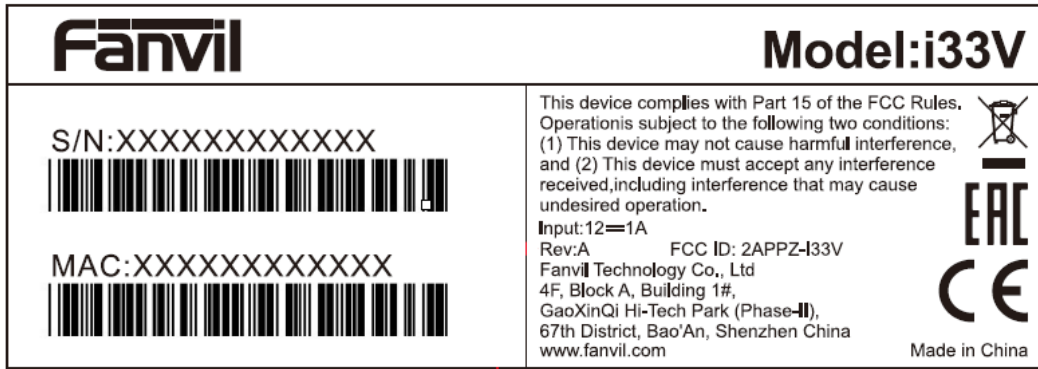 Fanvil
Model:i33V
S/N:XXXXXXXXXXXXX
MAC:XXXXXXXXXXXX
This device complies with Part 15 of the FCC Rules.
Operationis subject to the following two conditions:
(1) This device may not cause harmful interference,
and (2) This device must accept any interference
received,including interference that may cause
undesired operation.
Input:12⎓1A
Rev:A FCC ID: 2APPZ-I33V
Fanvil Technology Co., Ltd
4F, Block A, Building 1#,
GaoXinQi Hi-Tech Park (Phase-II),
67th District, Bao'An, Shenzhen China
www.fanvil.com
EAC
CE
Made in China